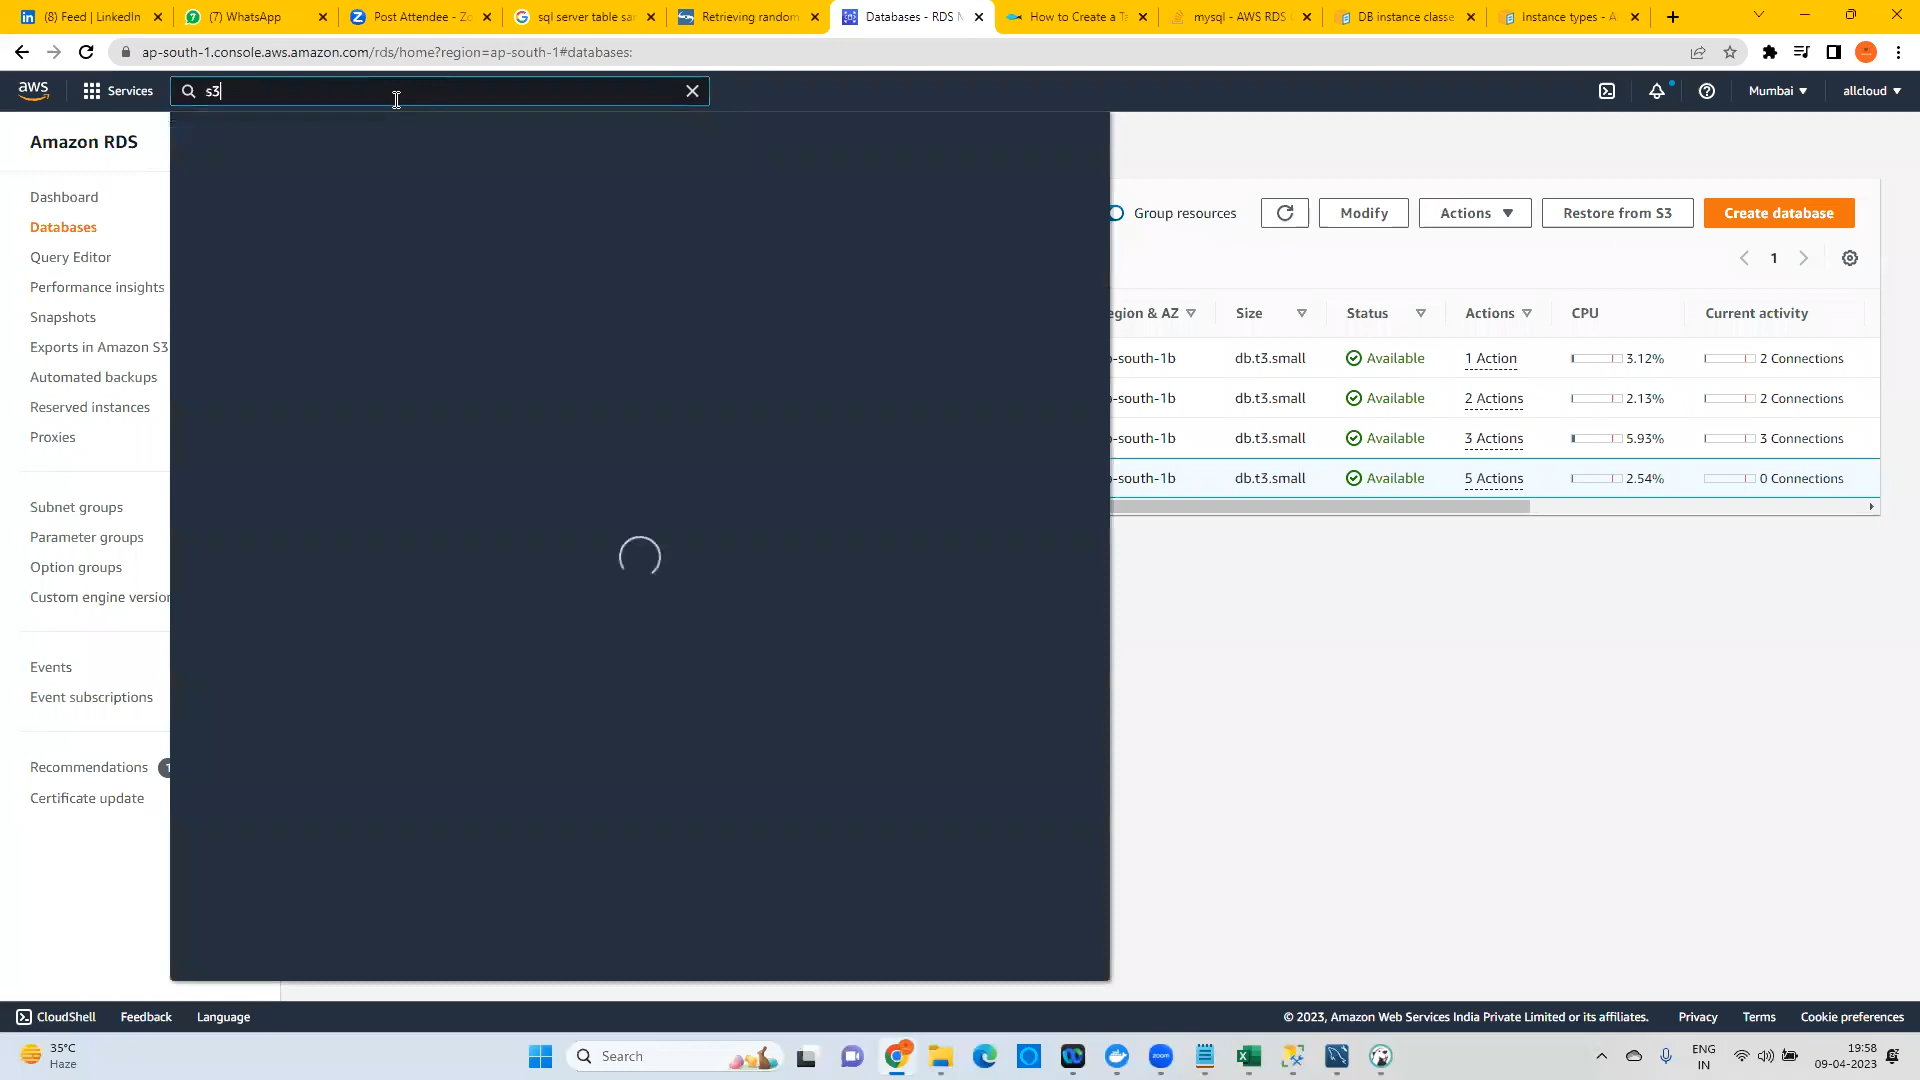 (8) Feed | LinkedIn
(7) WhatsApp
Post Attendee - Zo
sql server table sar
Retrieving random
Databases - RDS M
How to Create a Ta
mysql - AWS RDS
DB instance classe
Instance types - A
ap-south-1.console.aws.amazon.com/rds/home?region=ap-south-1#databases:
aws
Services
s3
Mumbai
allcloud
Amazon RDS
Dashboard
Databases
Query Editor
Performance insights
Snapshots
Exports in Amazon S3
Automated backups
Reserved instances
Proxies
Subnet groups
Parameter groups
Option groups
Custom engine version
Events
Event subscriptions
Recommendations 1
Certificate update
Group resources
Modify
Actions
Restore from S3
Create database
1
egion & AZ Size Status Actions CPU Current activity
-south-1b db.t3.small Available 1 Action 3.12% 2 Connections
-south-1b db.t3.small Available 2 Actions 2.13% 2 Connections
-south-1b db.t3.small Available 3 Actions 5.93% 3 Connections
-south-1b db.t3.small Available 5 Actions 2.54% 0 Connections
CloudShell Feedback Language
© 2023, Amazon Web Services India Private Limited or its affiliates. Privacy Terms Cookie preferences
35°C
Haze
Search
zoom
ENG
IN
19:58
09-04-2023